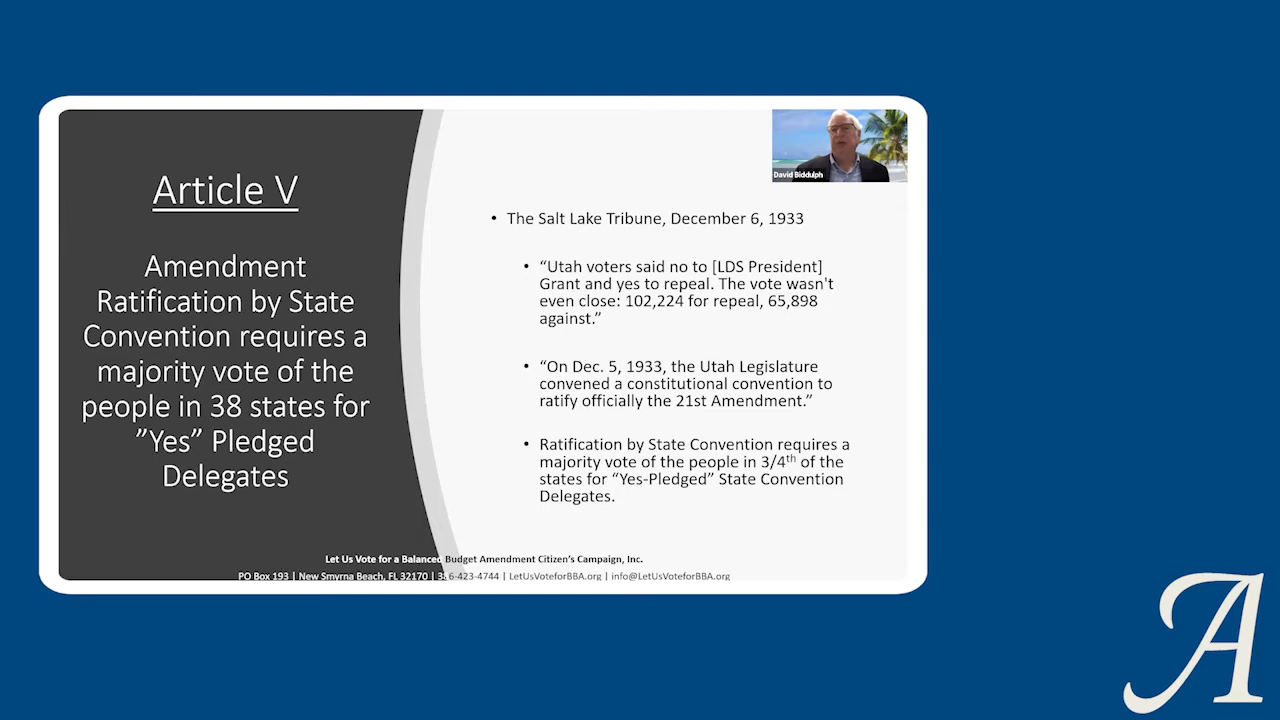 Article V
Amendment
Ratification by State
Convention requires a
majority vote of the
people in 38 states for
”Yes” Pledged
Delegates
David Biddulph
• The Salt Lake Tribune, December 6, 1933
• “Utah voters said no to [LDS President]
Grant and yes to repeal. The vote wasn't
even close: 102,224 for repeal, 65,898
against.”
• “On Dec. 5, 1933, the Utah Legislature
convened a constitutional convention to
ratify officially the 21st Amendment.”
• Ratification by State Convention requires a
majority vote of the people in 3/4th of the
states for “Yes-Pledged” State Convention
Delegates.
Let Us Vote for a Balanced Budget Amendment Citizen’s Campaign, Inc.
PO Box 193 | New Smyrna Beach, FL 32170 | 386-423-4744 | LetUsVoteforBBA.org | info@LetUsVoteforBBA.org
A